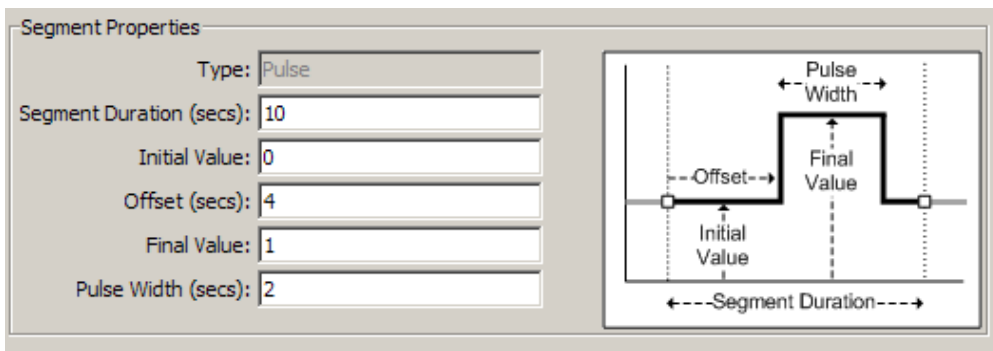 Segment Properties
Type: Pulse
Segment Duration (secs): 10
Initial Value: 0
Offset (secs): 4
Final Value: 1
Pulse Width (secs): 2
Pulse
Width
Offset
Final
Value
Initial
Value
Segment Duration